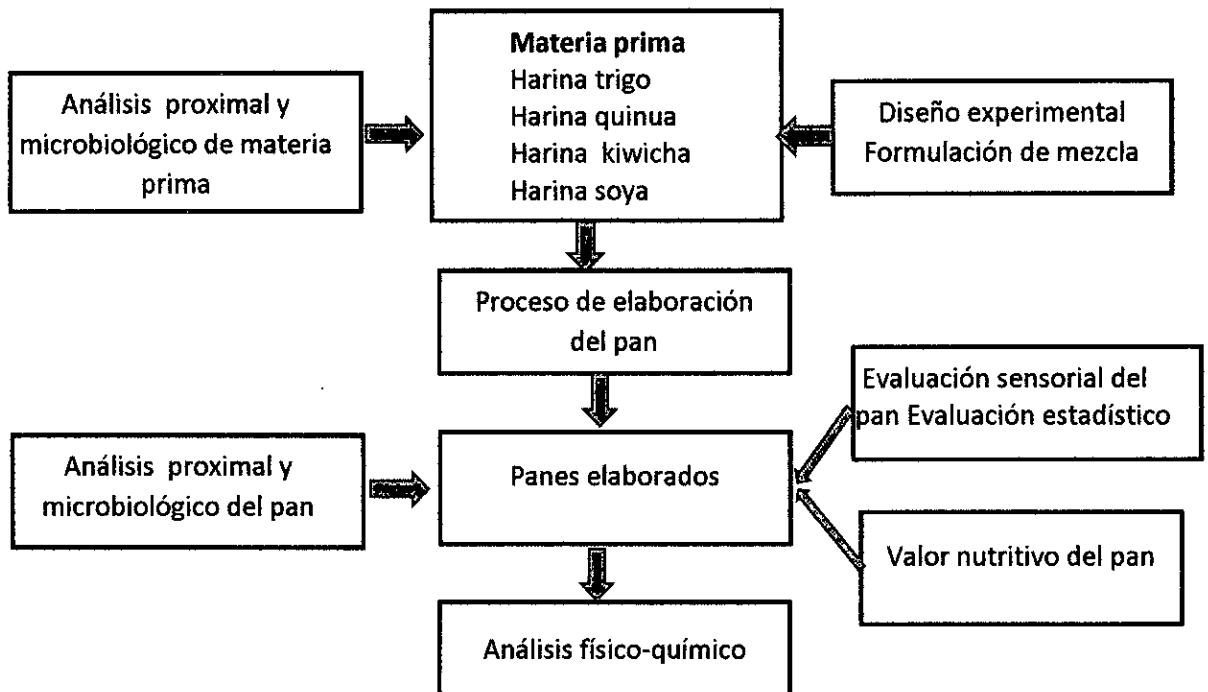 Materia prima
Harina trigo
Harina quinua
Harina kiwicha
Harina soya
Análisis proximal y
microbiológico de materia
prima
Diseño experimental
Formulación de mezcla
Proceso de elaboración
del pan
Evaluación sensorial del
pan Evaluación estadístico
Análisis proximal y
microbiológico del pan
Panes elaborados
Valor nutritivo del pan
Análisis físico-químico